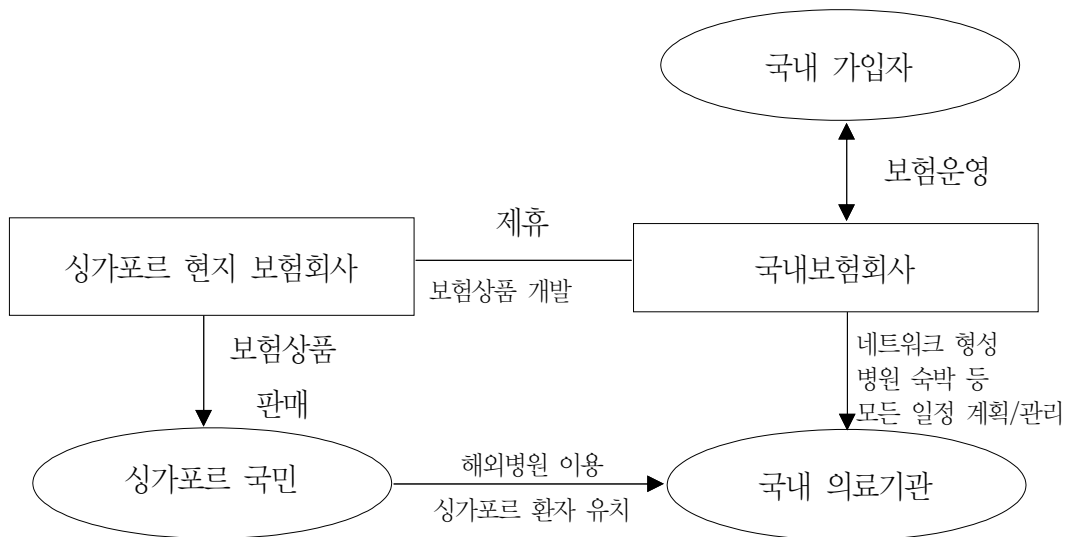 국내 가입자
보험운영
제휴
싱가포르 현지 보험회사
국내보험회사
보험상품 개발
보험상품
판매
네트워크 형성
병원 숙박 등
모든 일정 계획/관리
싱가포르 국민
해외병원 이용
싱가포르 환자 유치
국내 의료기관